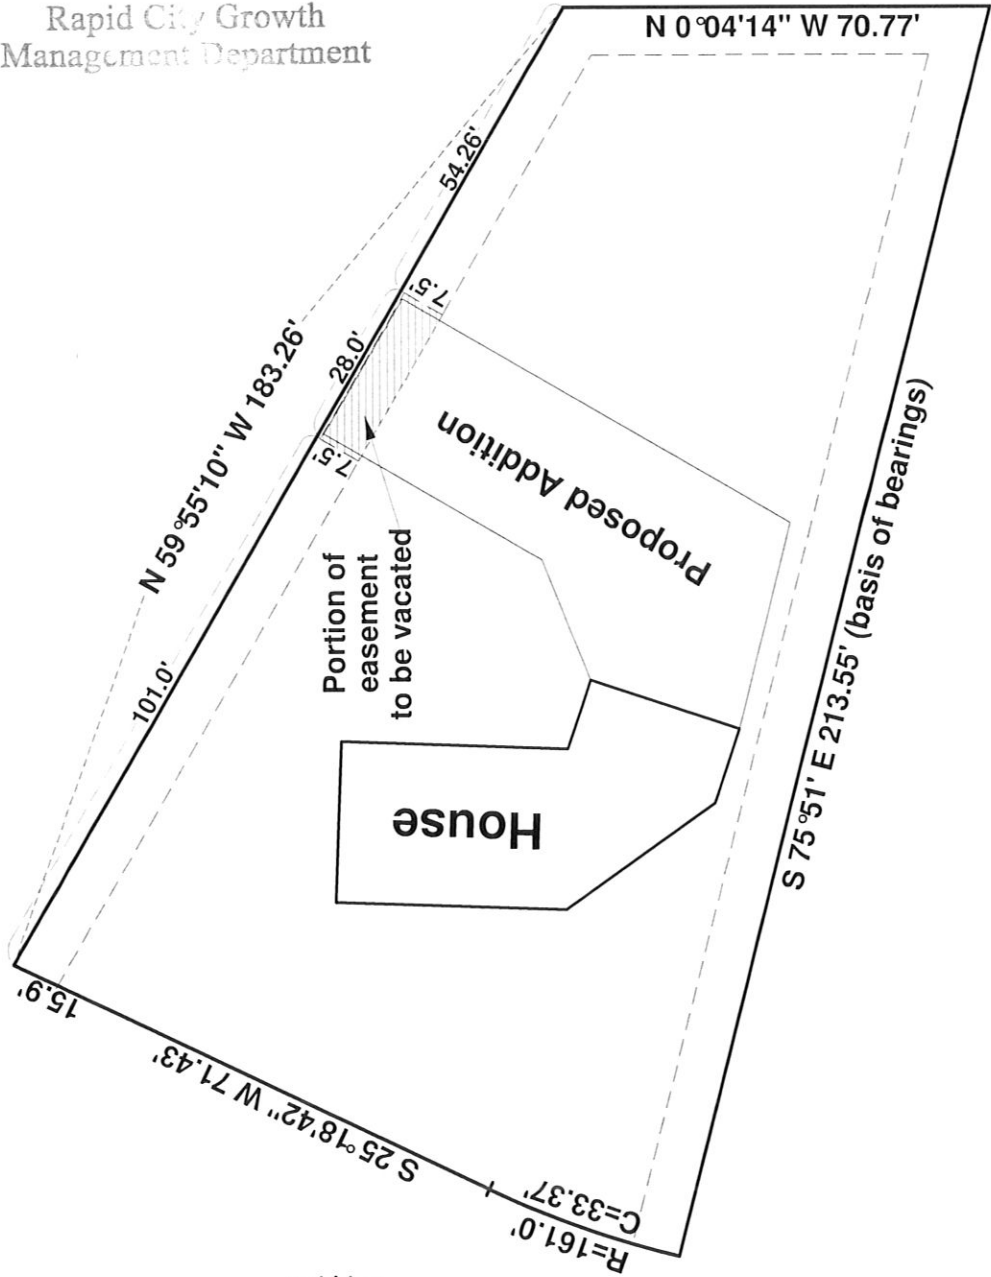 Rapid City Growth
Management Department
N 0°04'14" W 70.77'
54.26'
7.5'
28.0'
N 59°55'10" W 183.26'
7.5'
Proposed Addition
Portion of
easement
to be vacated
101.0'
S 75°51' E 213.55' (basis of bearings)
House
15.9'
S 25°18'42" W 71.43'
C=33.37'
R=161.0'